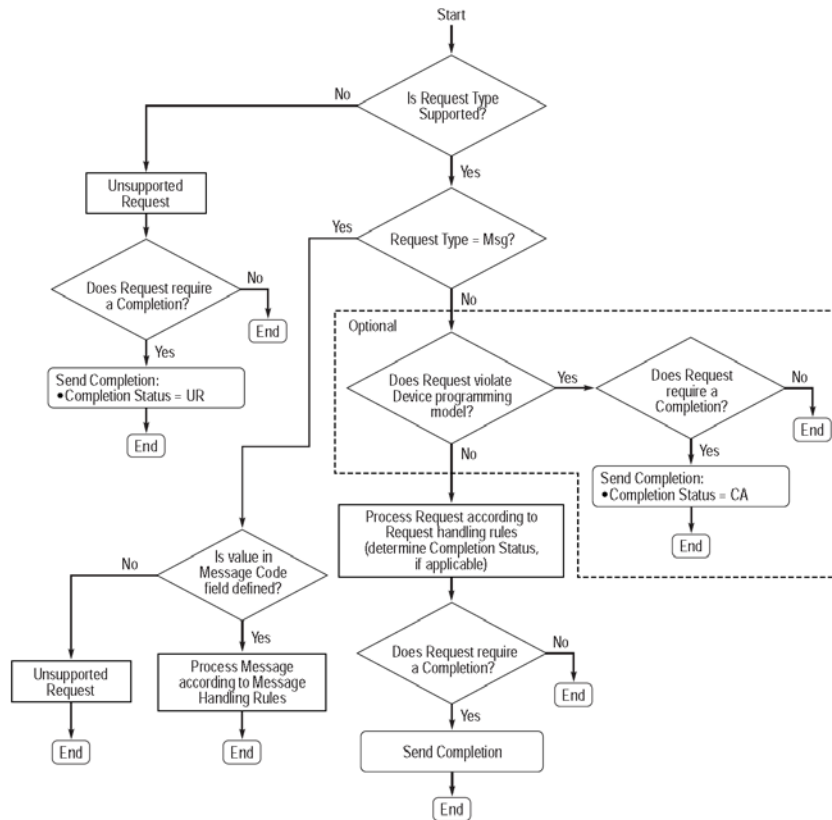 Start
Is Request Type
Supported?
No
Yes
Unsupported
Request
Yes
Request Type = Msg?
No
Does Request require
a Completion?
No
End
Yes
Send Completion:
•Completion Status = UR
End
Optional
Does Request violate
Device programming
model?
Yes
Does Request
require a
Completion?
No
End
Yes
Send Completion:
•Completion Status = CA
End
No
Process Request according to
Request handling rules
(determine Completion Status,
if applicable)
Is value in
Message Code
field defined?
No
Yes
Unsupported
Request
End
Process Message
according to Message
Handling Rules
End
Does Request require
a Completion?
No
End
Yes
Send Completion
End